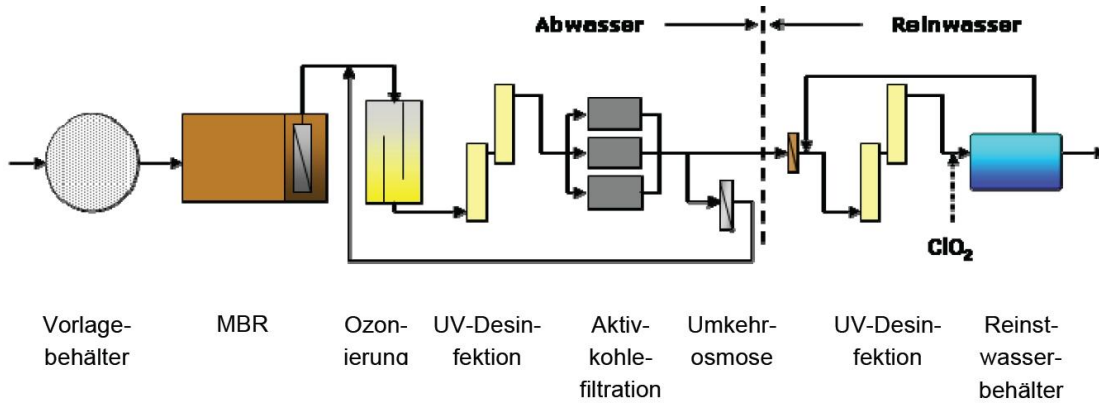 Abwasser
Reinwasser
ClO₂
Vorlage-
behälter
MBR
Ozon-
ierung
UV-Desin-
fektion
Aktiv-
kohle-
filtration
Umkehr-
osmose
UV-Desin-
fektion
Reinst-
wasser-
behälter